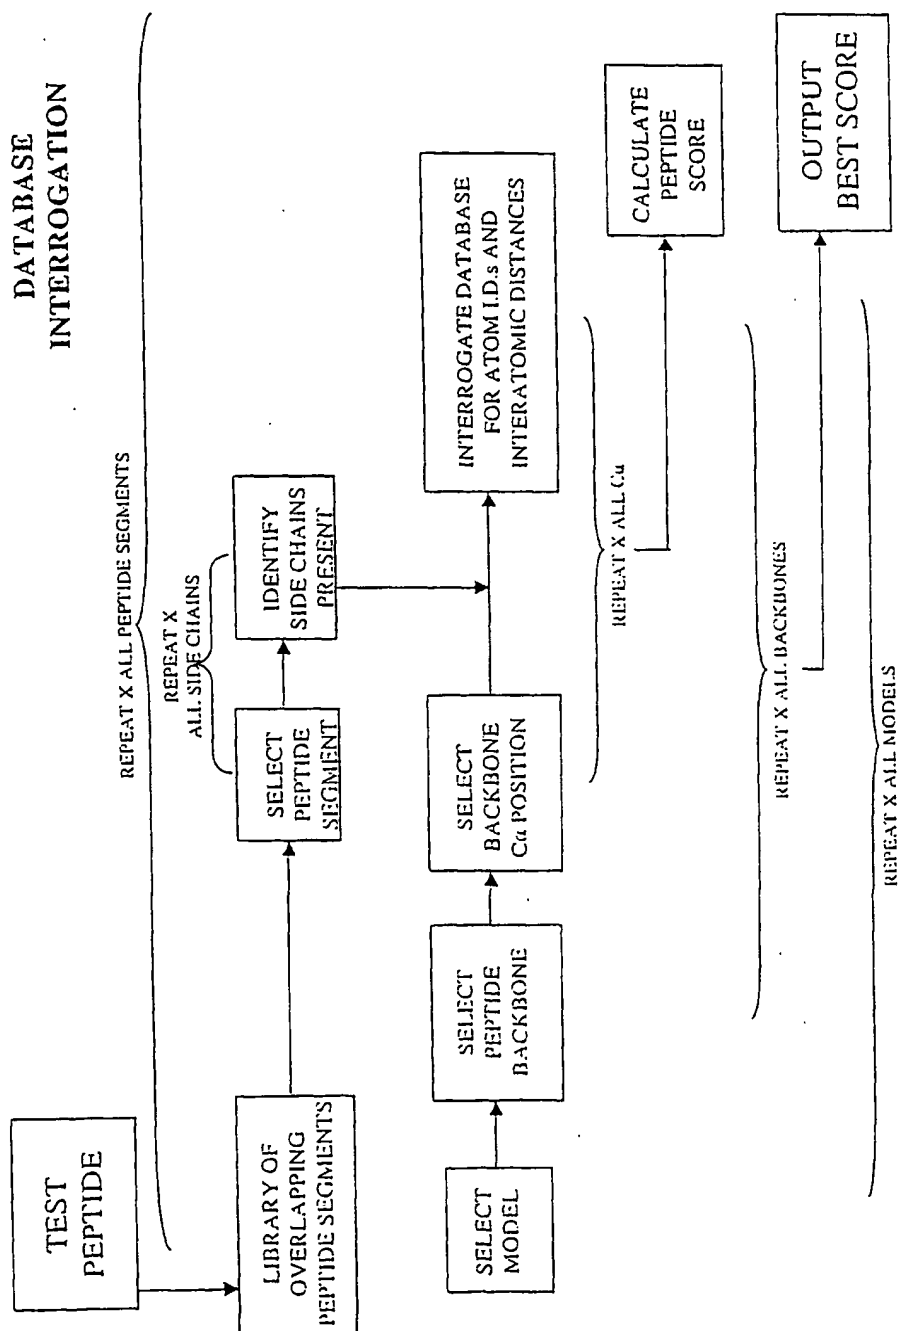 DATABASE
INTERROGATION
TEST
PEPTIDE
REPEAT X ALL PEPTIDE SEGMENTS
REPEAT X
ALL SIDE CHAINS
LIBRARY OF
OVERLAPPING
PEPTIDE SEGMENTS
SELECT
PEPTIDE
SEGMENT
IDENTIFY
SIDE CHAINS
PRESENT
SELECT
MODEL
SELECT
PEPTIDE
BACKBONE
SELECT
BACKBONE
Cα POSITION
INTERROGATE DATABASE
FOR ATOM I.D.s AND
INTERATOMIC DISTANCES
REPEAT X ALL Cα
CALCULATE
PEPTIDE
SCORE
REPEAT X ALL BACKBONES
OUTPUT
BEST SCORE
REPEAT X ALL MODELS